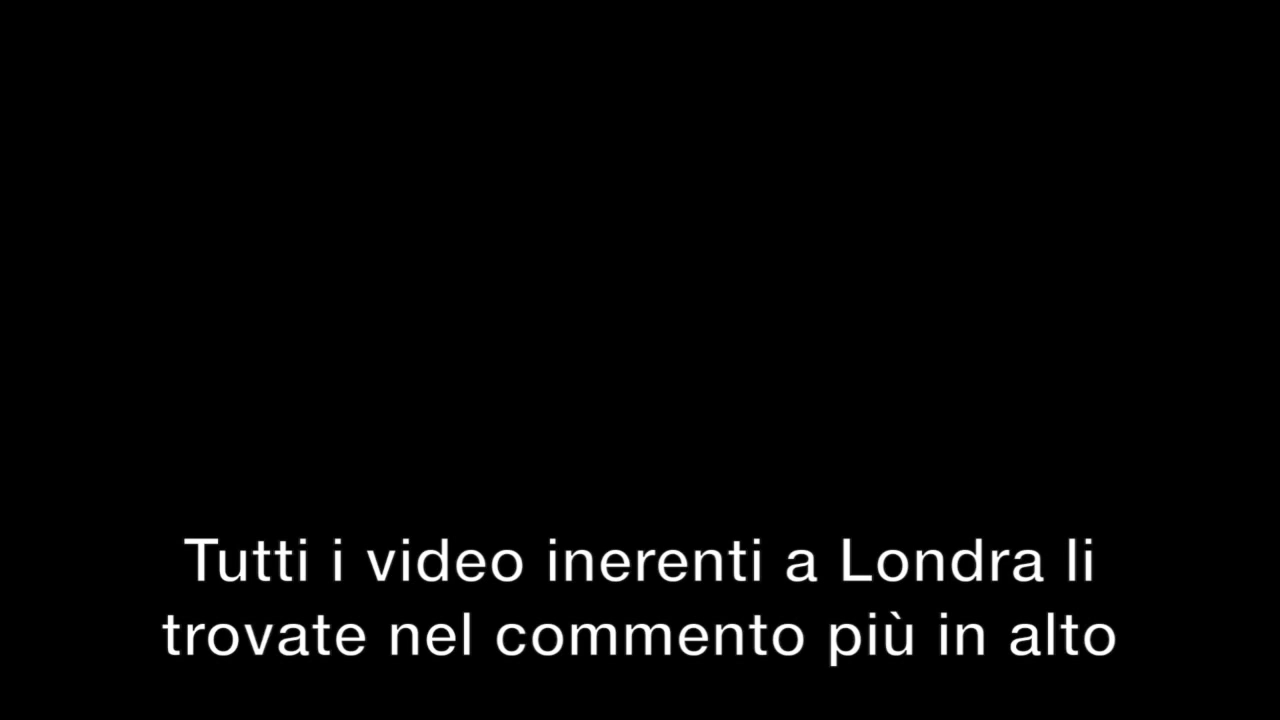 Tutti i video inerenti a Londra li
trovate nel commento più in alto